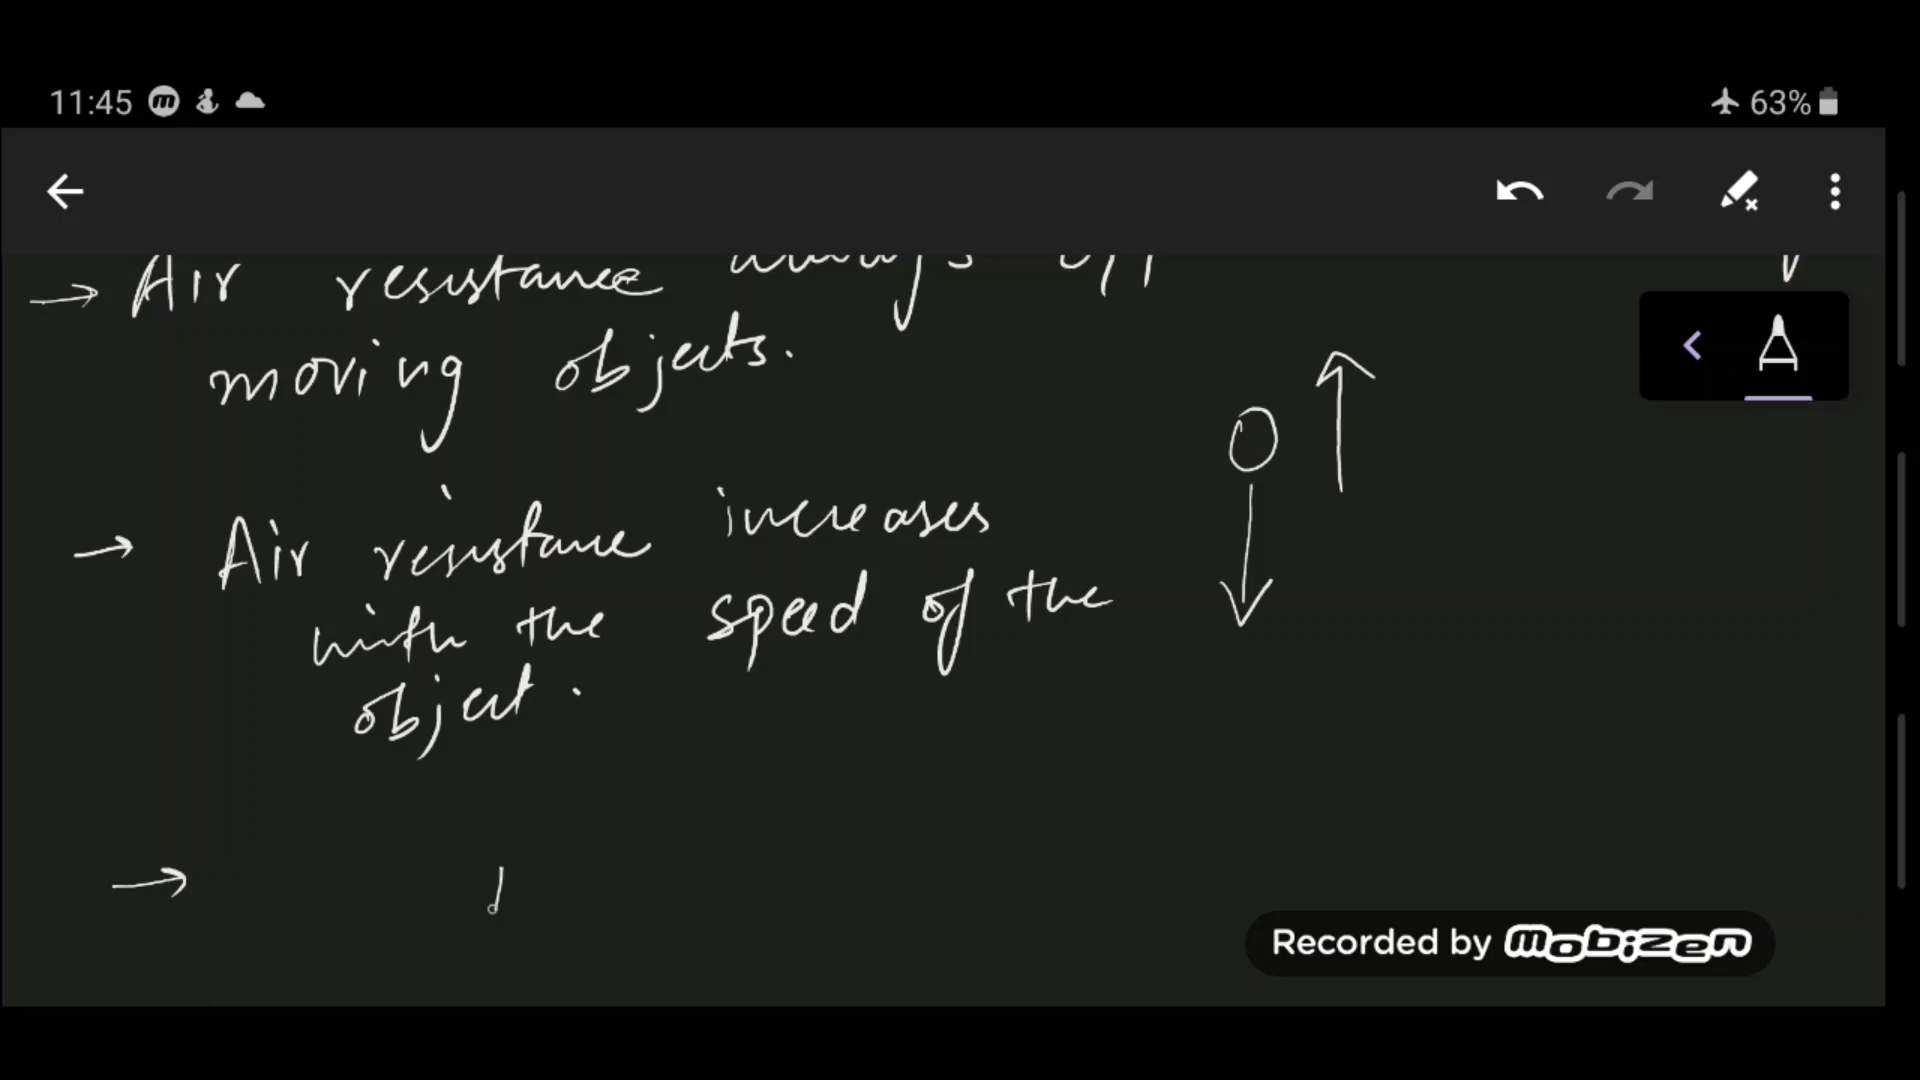 11:45
63%
→ Air resistance
moving objects.
→ Air resistance increases
with the speed of the
object.
→
Recorded by mobizen